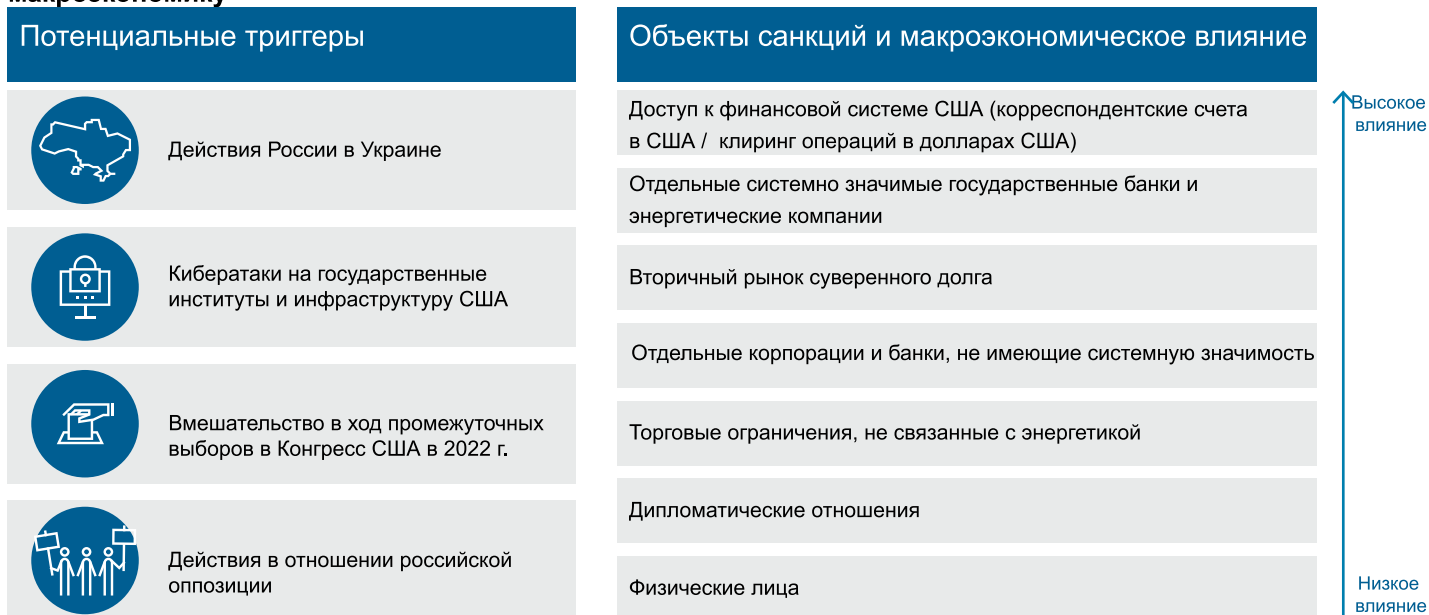 макроэкономику
Потенциальные триггеры
Действия России в Украине
Кибератаки на государственные
институты и инфраструктуру США
Вмешательство в ход промежуточных
выборов в Конгресс США в 2022 г.
Действия в отношении российской
оппозиции
Объекты санкций и макроэкономическое влияние
Доступ к финансовой системе США (корреспондентские счета
в США / клиринг операций в долларах США)
Отдельные системно значимые государственные банки и
энергетические компании
Вторичный рынок суверенного долга
Отдельные корпорации и банки, не имеющие системную значимость
Торговые ограничения, не связанные с энергетикой
Дипломатические отношения
Физические лица
Высокое
влияние
Низкое
влияние